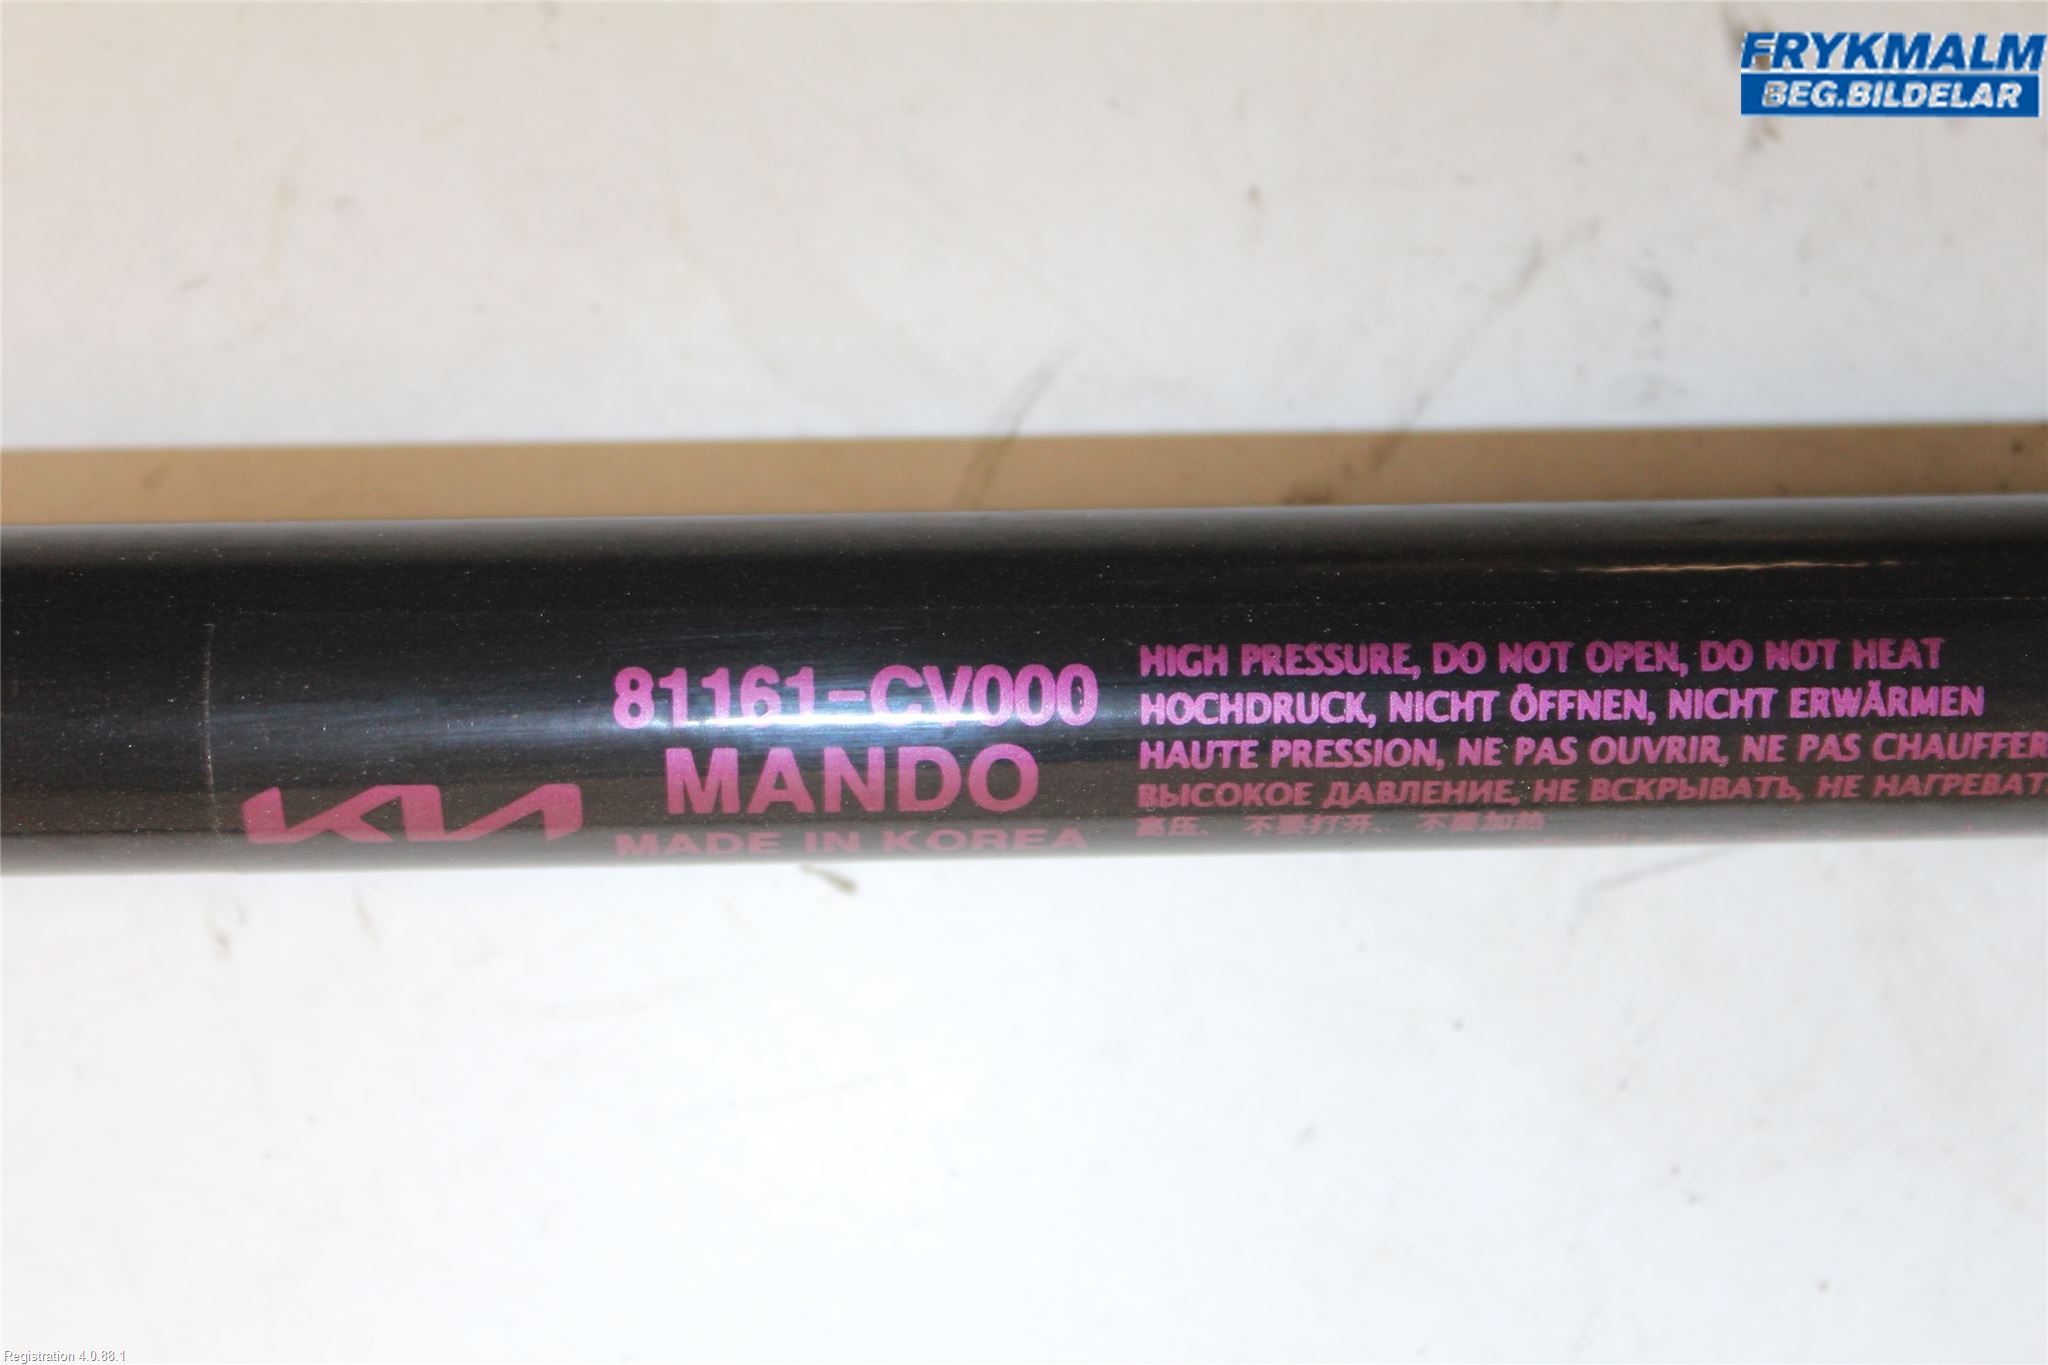 FRYKMALM
BEG.BILDELAR
KIA
81161-CV000
MANDO
MADE IN KOREA
HIGH PRESSURE, DO NOT OPEN, DO NOT HEAT
HOCHDRUCK, NICHT ÖFFNEN, NICHT ERWÄRMEN
HAUTE PRESSION, NE PAS OUVRIR, NE PAS CHAUFFER
ВЫСОКОЕ ДАВЛЕНИЕ, НЕ ВСКРЫВАТЬ, НЕ НАГРЕВАТ
高压、 不要打开、 不要加热
Registration 4.0.88.1